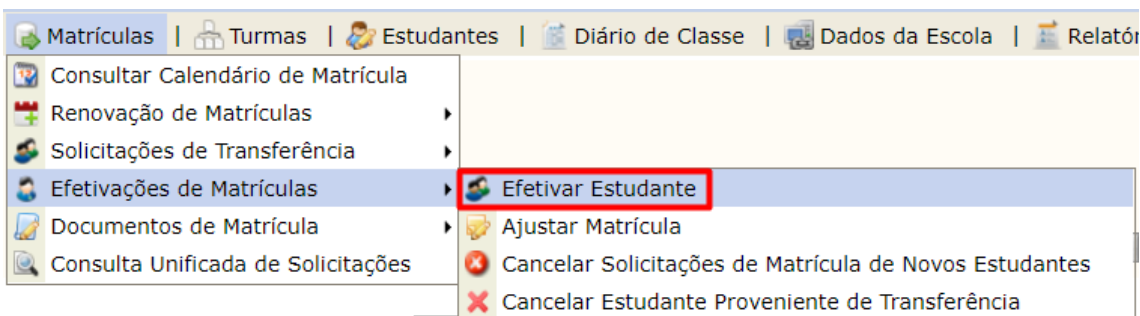 Matrículas | Turmas | Estudantes | Diário de Classe | Dados da Escola | Relatór
Consultar Calendário de Matrícula
Renovação de Matrículas
Solicitações de Transferência
Efetivações de Matrículas
Documentos de Matrícula
Consulta Unificada de Solicitações
Efetivar Estudante
Ajustar Matrícula
Cancelar Solicitações de Matrícula de Novos Estudantes
Cancelar Estudante Proveniente de Transferência